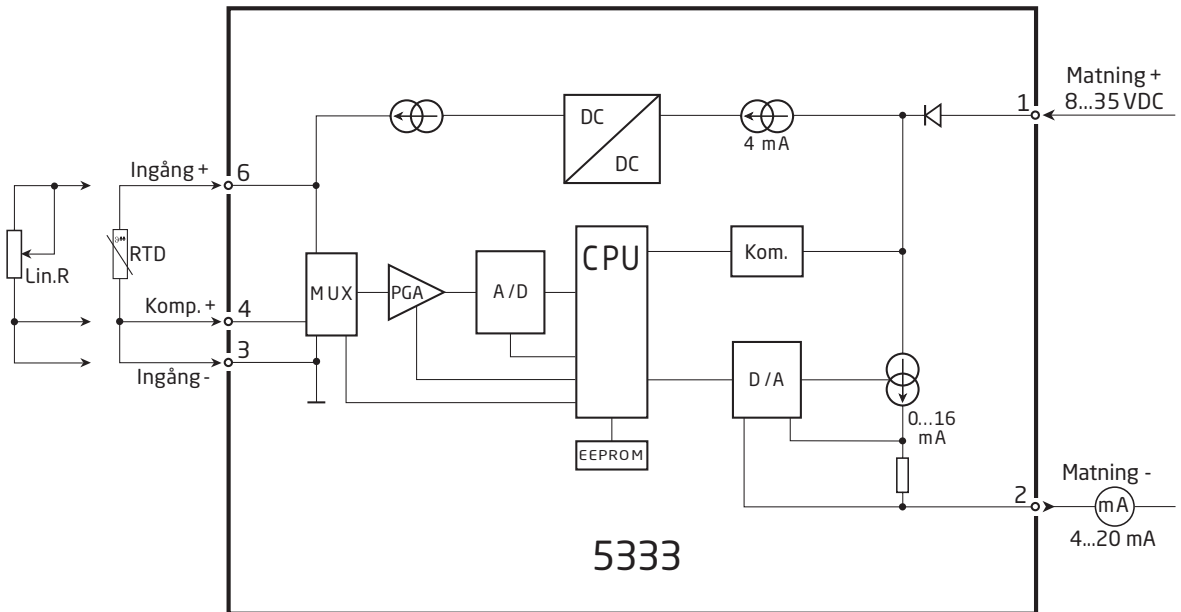 Matning +
8...35 VDC
1
DC
DC
4 mA
Ingång +
6
Lin.R
RTD
MUX
PGA
A/D
CPU
Kom.
Komp. +
4
3
Ingång -
D/A
0...16
mA
EEPROM
Matning -
2
mA
4...20 mA
5333